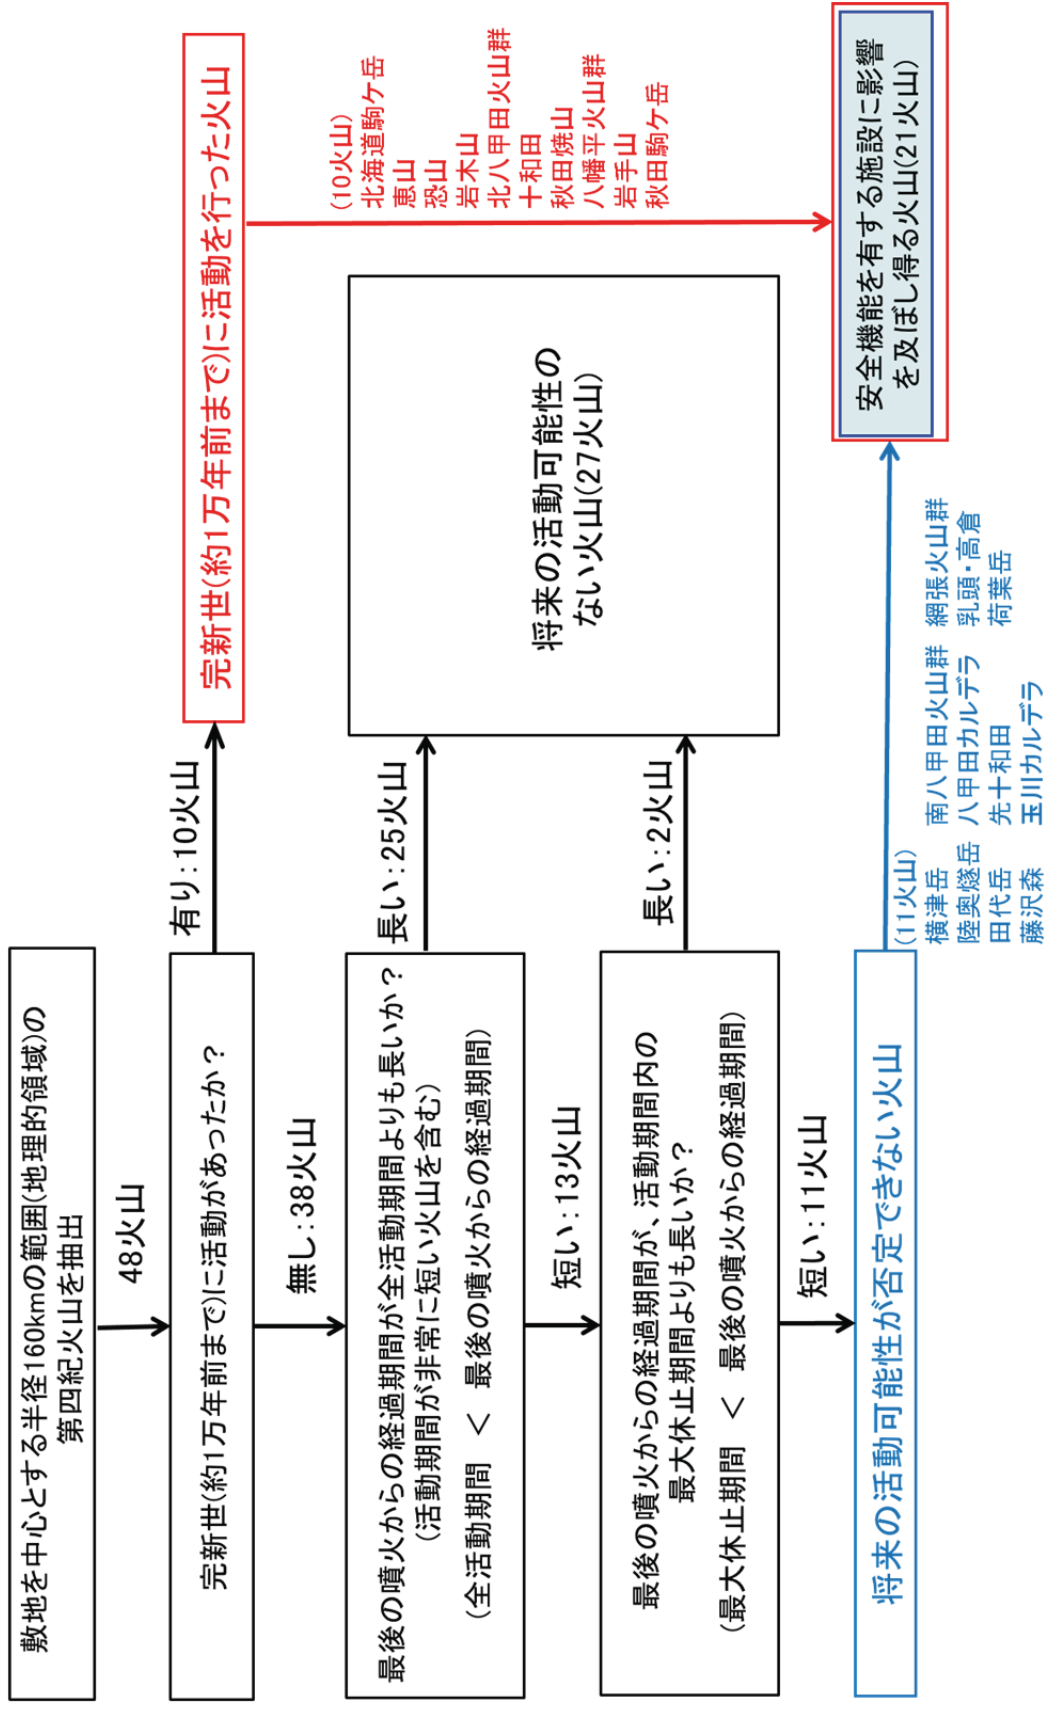 敷地を中心とする半径160kmの範囲(地理的領域)の
第四紀火山を抽出
48火山
完新世(約1万年前まで)に活動があったか？
有り：10火山
完新世(約1万年前まで)に活動を行った火山
(10火山)
北海道駒ケ岳
恵山
恐山
岩木山
北八甲田火山群
十和田
秋田焼山
八幡平火山群
岩手山
秋田駒ケ岳
無し：38火山
最後の噴火からの経過期間が全活動期間よりも長いか？
(活動期間が非常に短い火山を含む)
(全活動期間　＜　最後の噴火からの経過期間)
長い：25火山
将来の活動可能性の
ない火山(27火山)
短い：13火山
最後の噴火からの経過期間が、活動期間内の
最大休止期間よりも長いか？
(最大休止期間　＜　最後の噴火からの経過期間)
長い：2火山
短い：11火山
将来の活動可能性が否定できない火山
(11火山)
横津岳　南八甲田火山群　網張火山群
陸奥燧岳　八甲田カルデラ　乳頭・高倉
田代岳　先十和田　荷葉岳
藤沢森　玉川カルデラ
安全機能を有する施設に影響
を及ぼし得る火山(21火山)